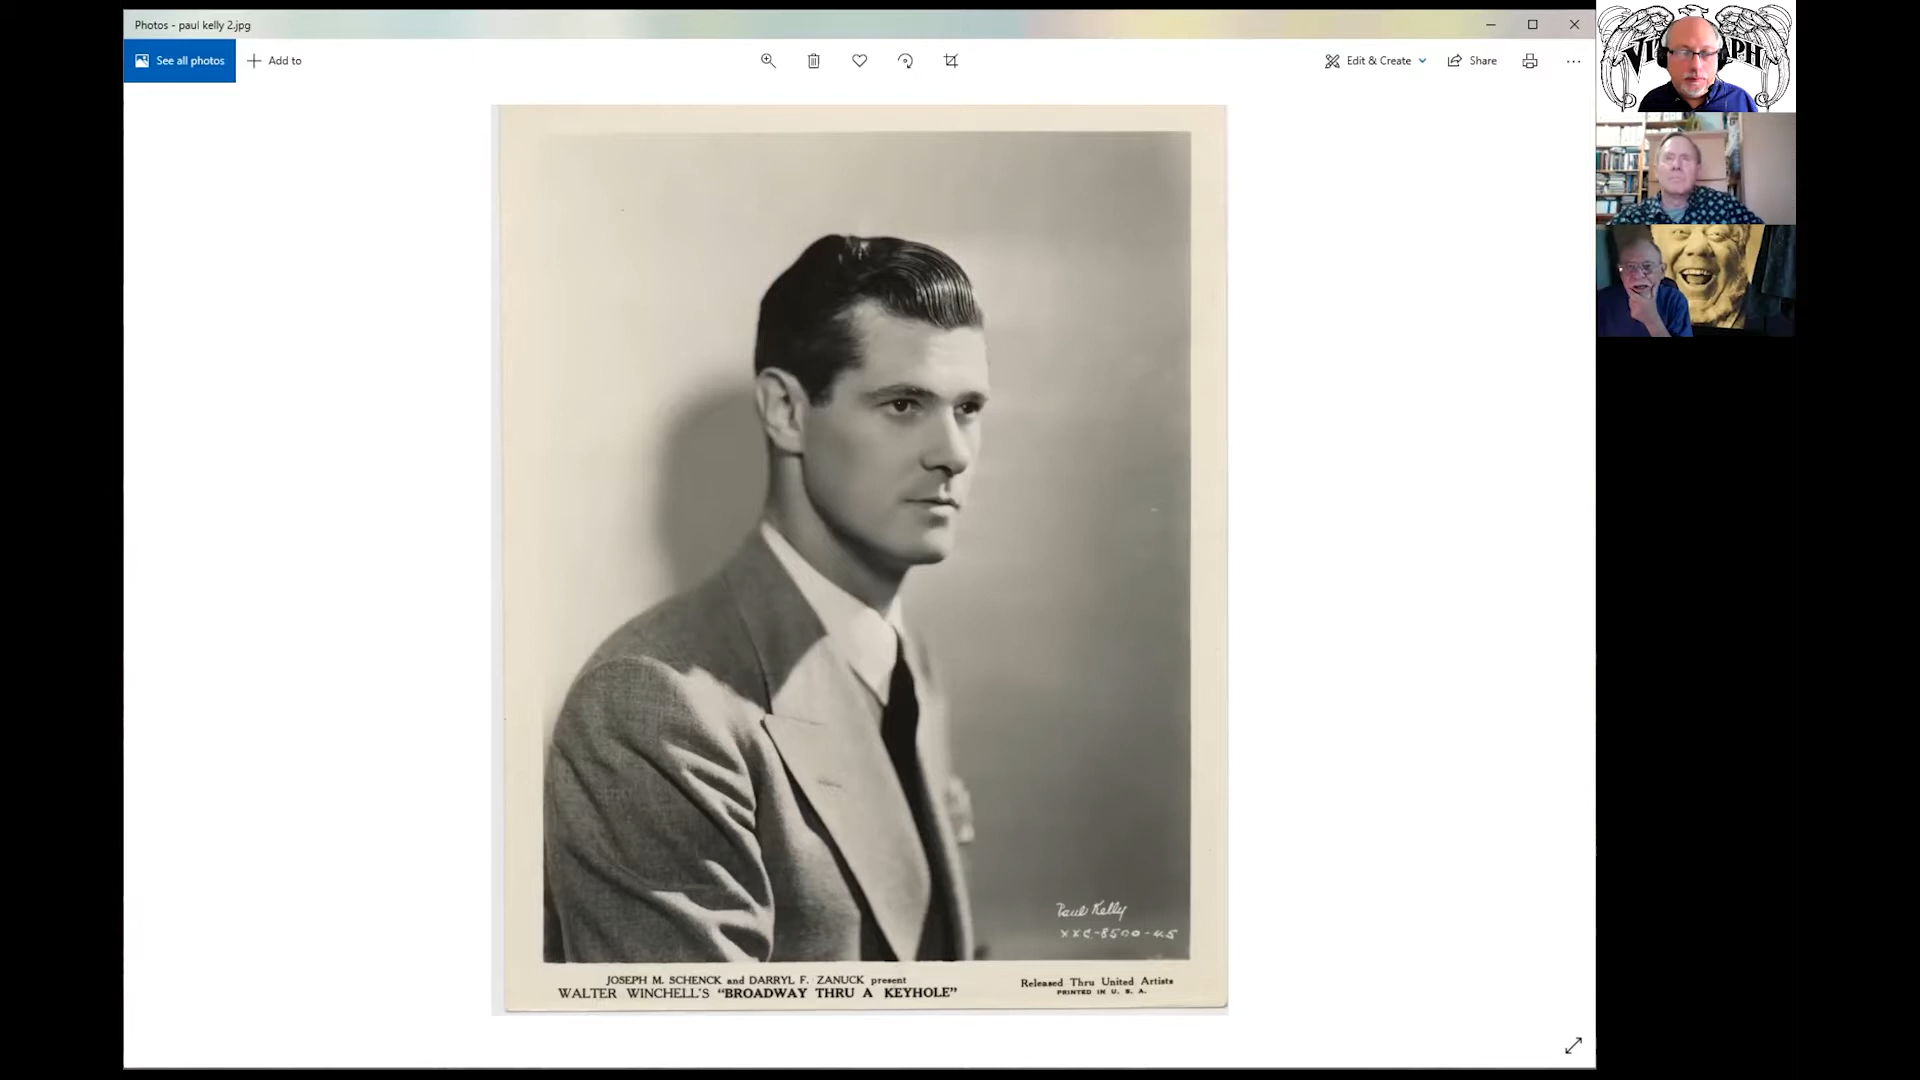 Photos - paul kelly 2.jpg
See all photos
Add to
Edit & Create
Share
Paul Kelly
XXC-8500-45
JOSEPH M. SCHENCK and DARRYL F. ZANUCK present
WALTER WINCHELL'S "BROADWAY THRU A KEYHOLE"
Released Thru United Artists
PRINTED IN U. S. A.